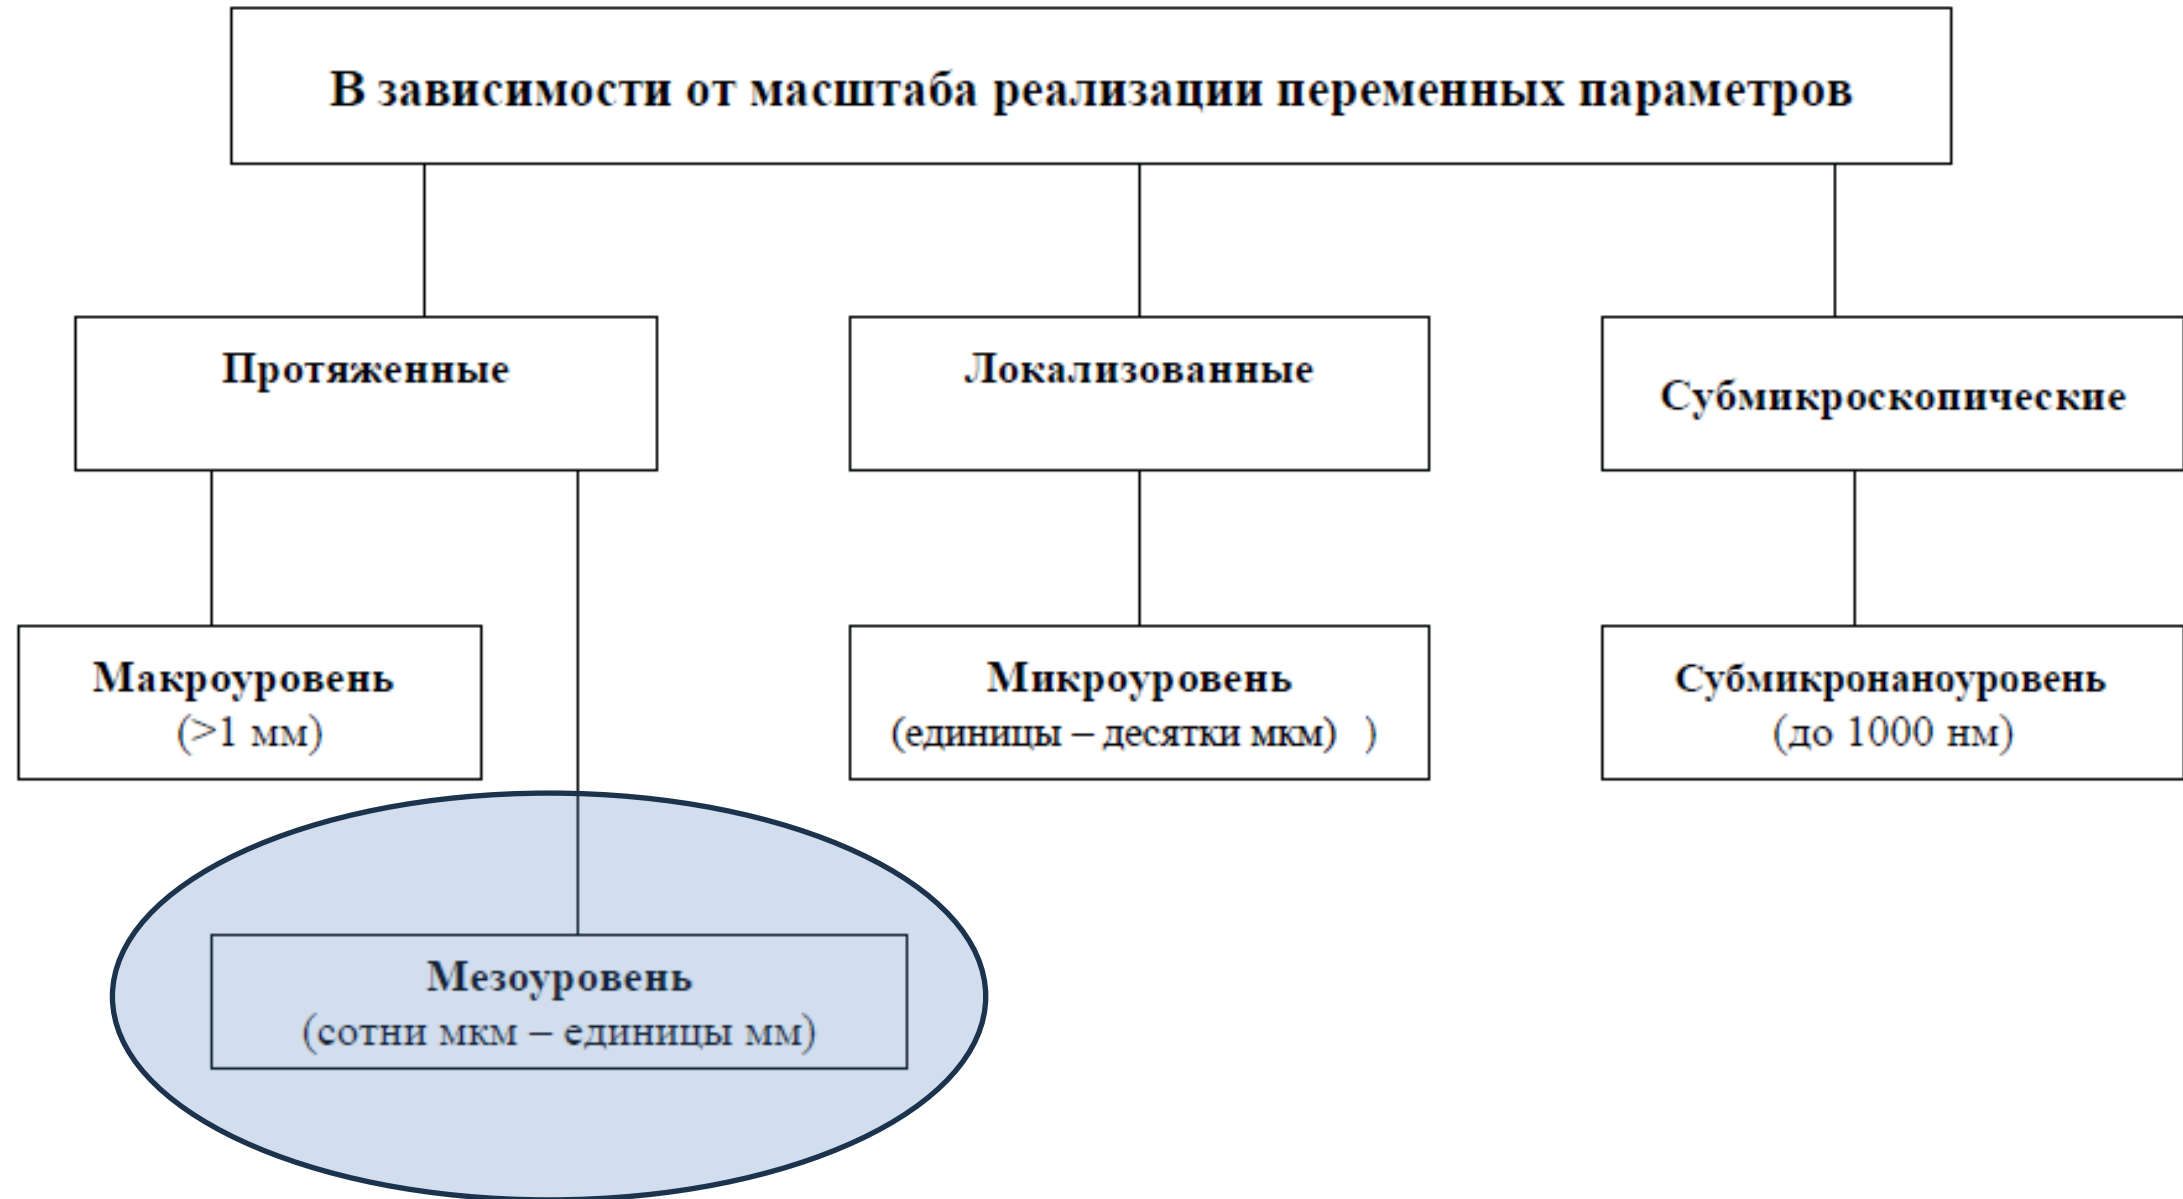 В зависимости от масштаба реализации переменных параметров
Протяженные
Локализованные
Субмикроскопические
Макроуровень
(>1 мм)
Микроуровень
(единицы – десятки мкм) )
Субмикронаноуровень
(до 1000 нм)
Мезоуровень
(сотни мкм – единицы мм)